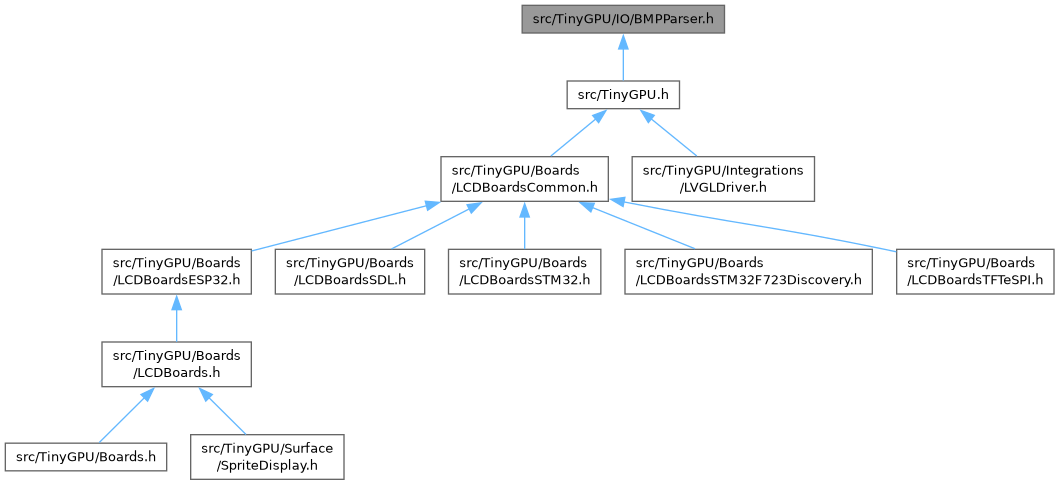 src/TinyGPU/IO/BMPParser.h
src/TinyGPU.h
src/TinyGPU/Boards
/LCDBoardsCommon.h
src/TinyGPU/Integrations
/LVGLDriver.h
src/TinyGPU/Boards
/LCDBoardsESP32.h
src/TinyGPU/Boards
/LCDBoardsSDL.h
src/TinyGPU/Boards
/LCDBoardsSTM32.h
src/TinyGPU/Boards
/LCDBoardsSTM32F723Discovery.h
src/TinyGPU/Boards
/LCDBoardsTFTeSPI.h
src/TinyGPU/Boards
/LCDBoards.h
src/TinyGPU/Boards.h
src/TinyGPU/Surface
/SpriteDisplay.h